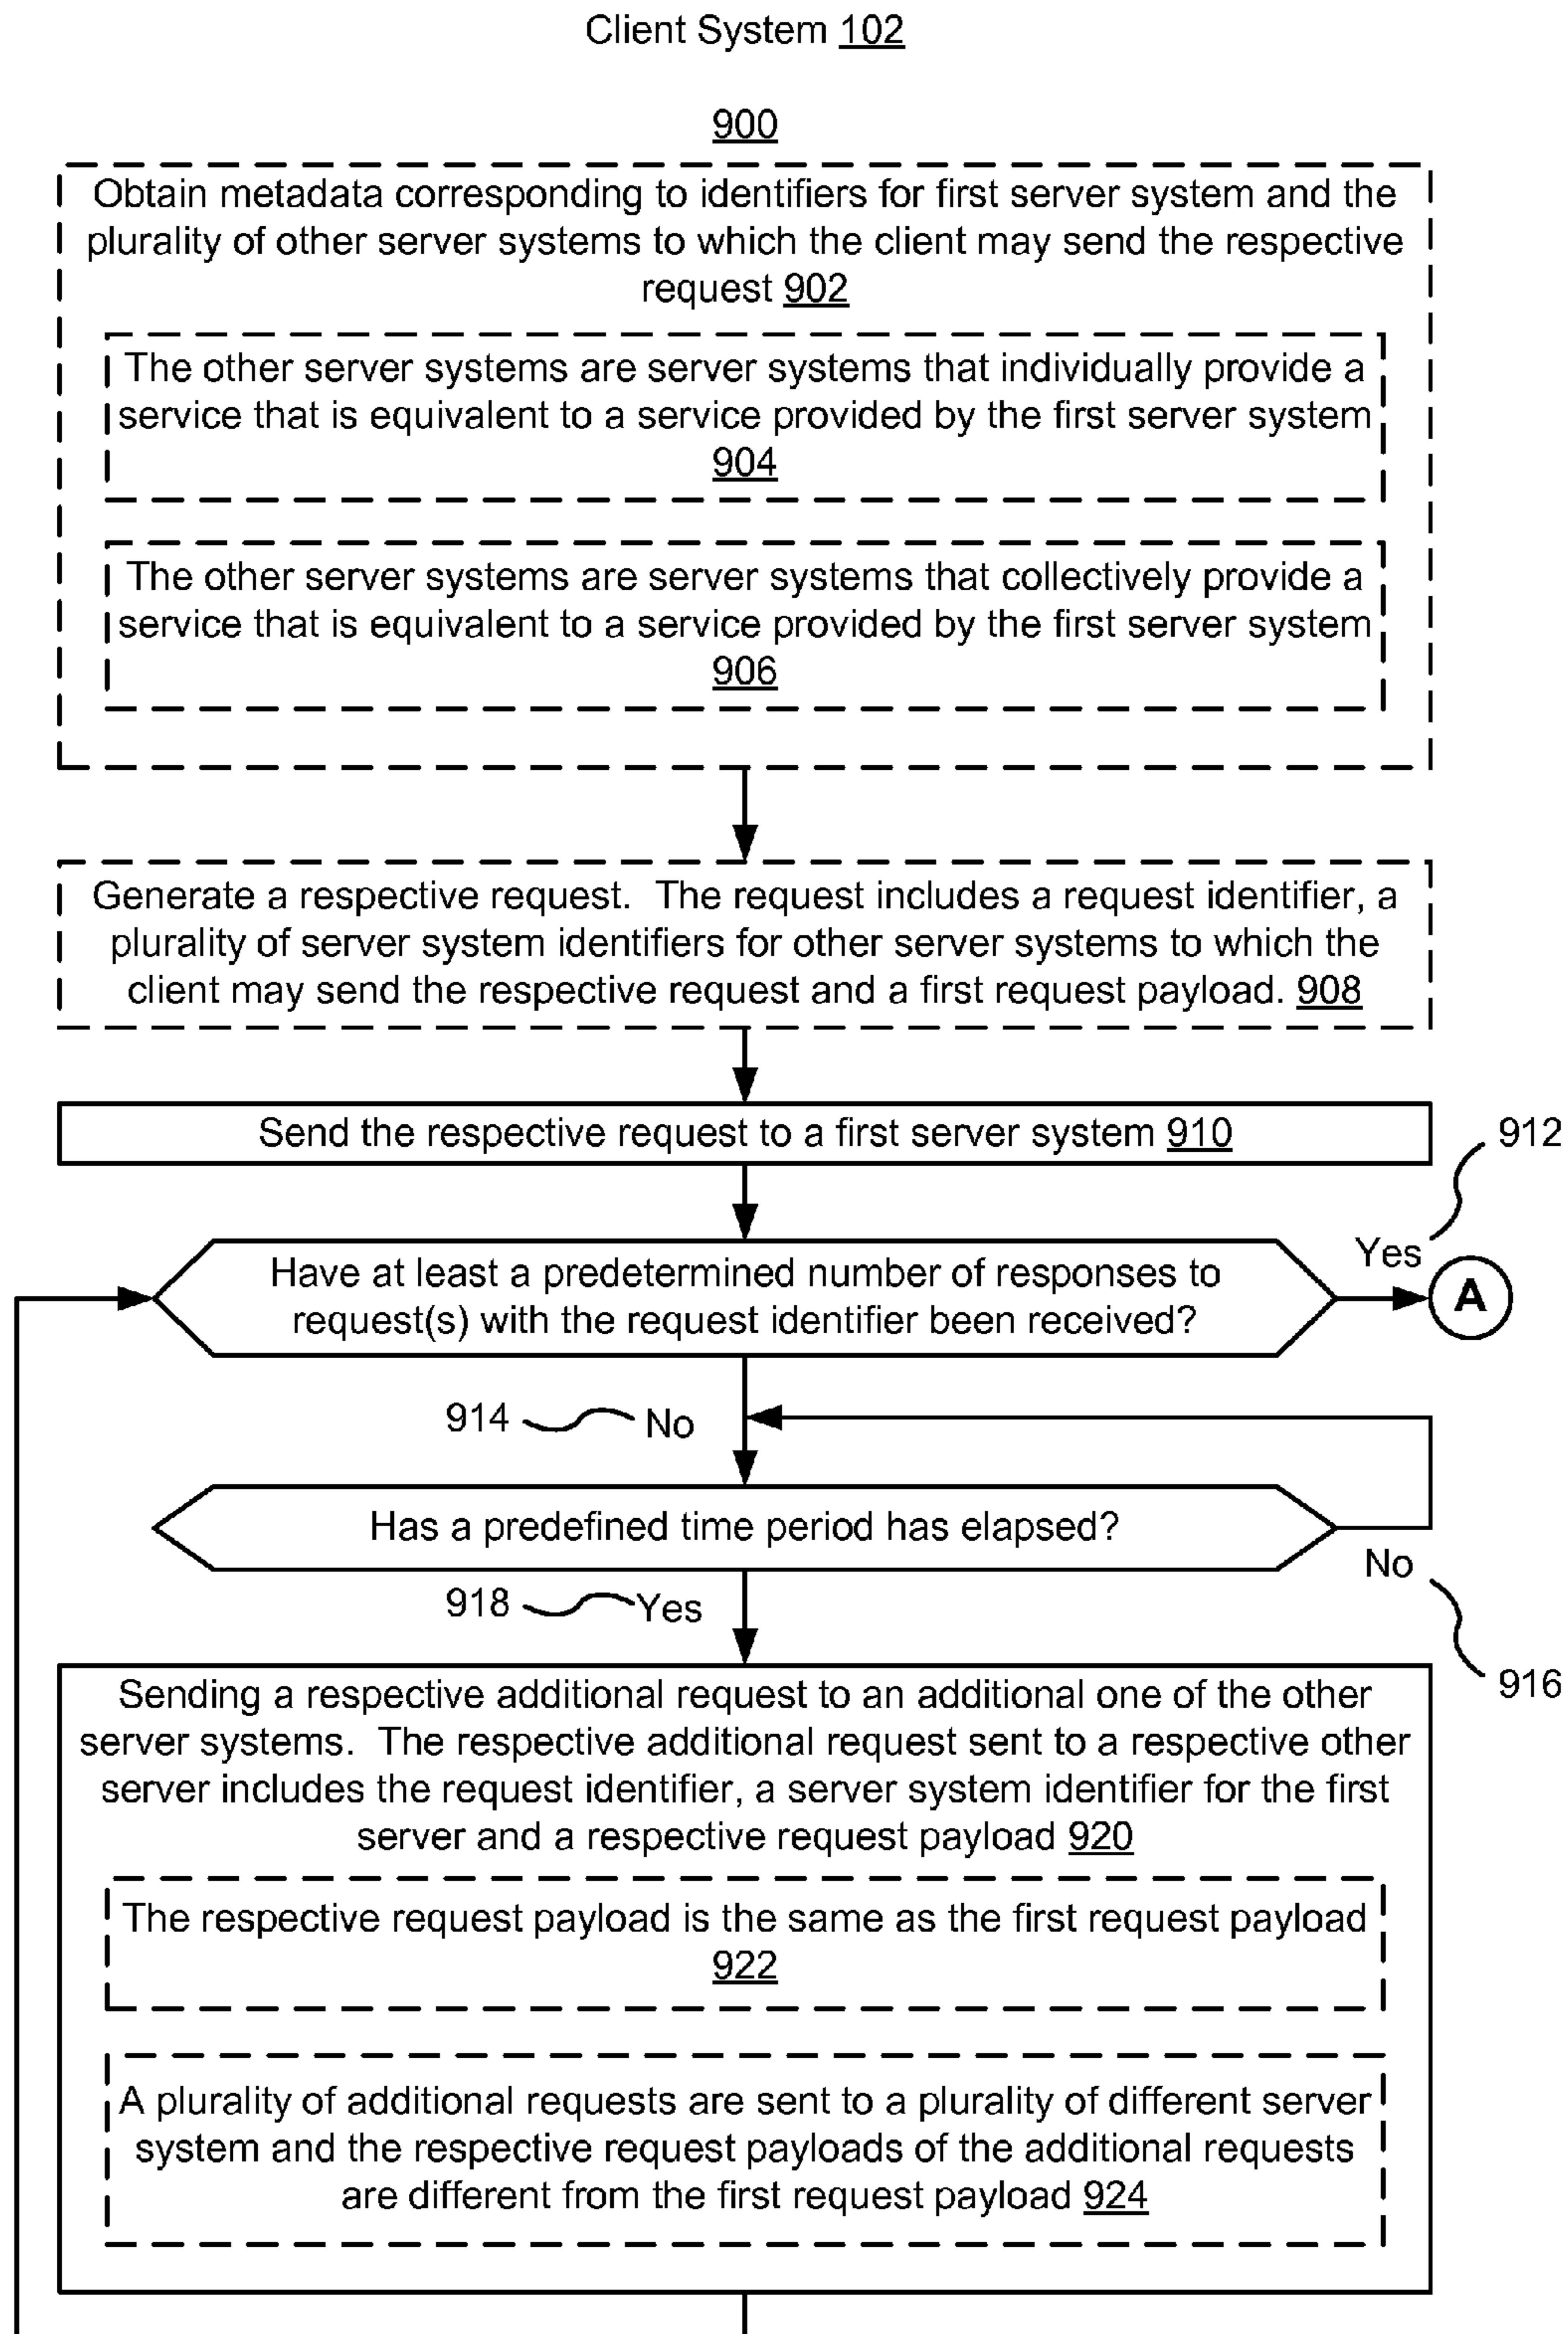 Client System 102
900
Obtain metadata corresponding to identifiers for first server system and the
plurality of other server systems to which the client may send the respective
request 902
The other server systems are server systems that individually provide a
service that is equivalent to a service provided by the first server system
904
The other server systems are server systems that collectively provide a
service that is equivalent to a service provided by the first server system
906
Generate a respective request. The request includes a request identifier, a
plurality of server system identifiers for other server systems to which the
client may send the respective request and a first request payload. 908
Send the respective request to a first server system 910
912
Yes
Have at least a predetermined number of responses to
request(s) with the request identifier been received?
A
914
No
Has a predefined time period has elapsed?
No
918
Yes
916
Sending a respective additional request to an additional one of the other
server systems. The respective additional request sent to a respective other
server includes the request identifier, a server system identifier for the first
server and a respective request payload 920
The respective request payload is the same as the first request payload
922
A plurality of additional requests are sent to a plurality of different server
system and the respective request payloads of the additional requests
are different from the first request payload 924